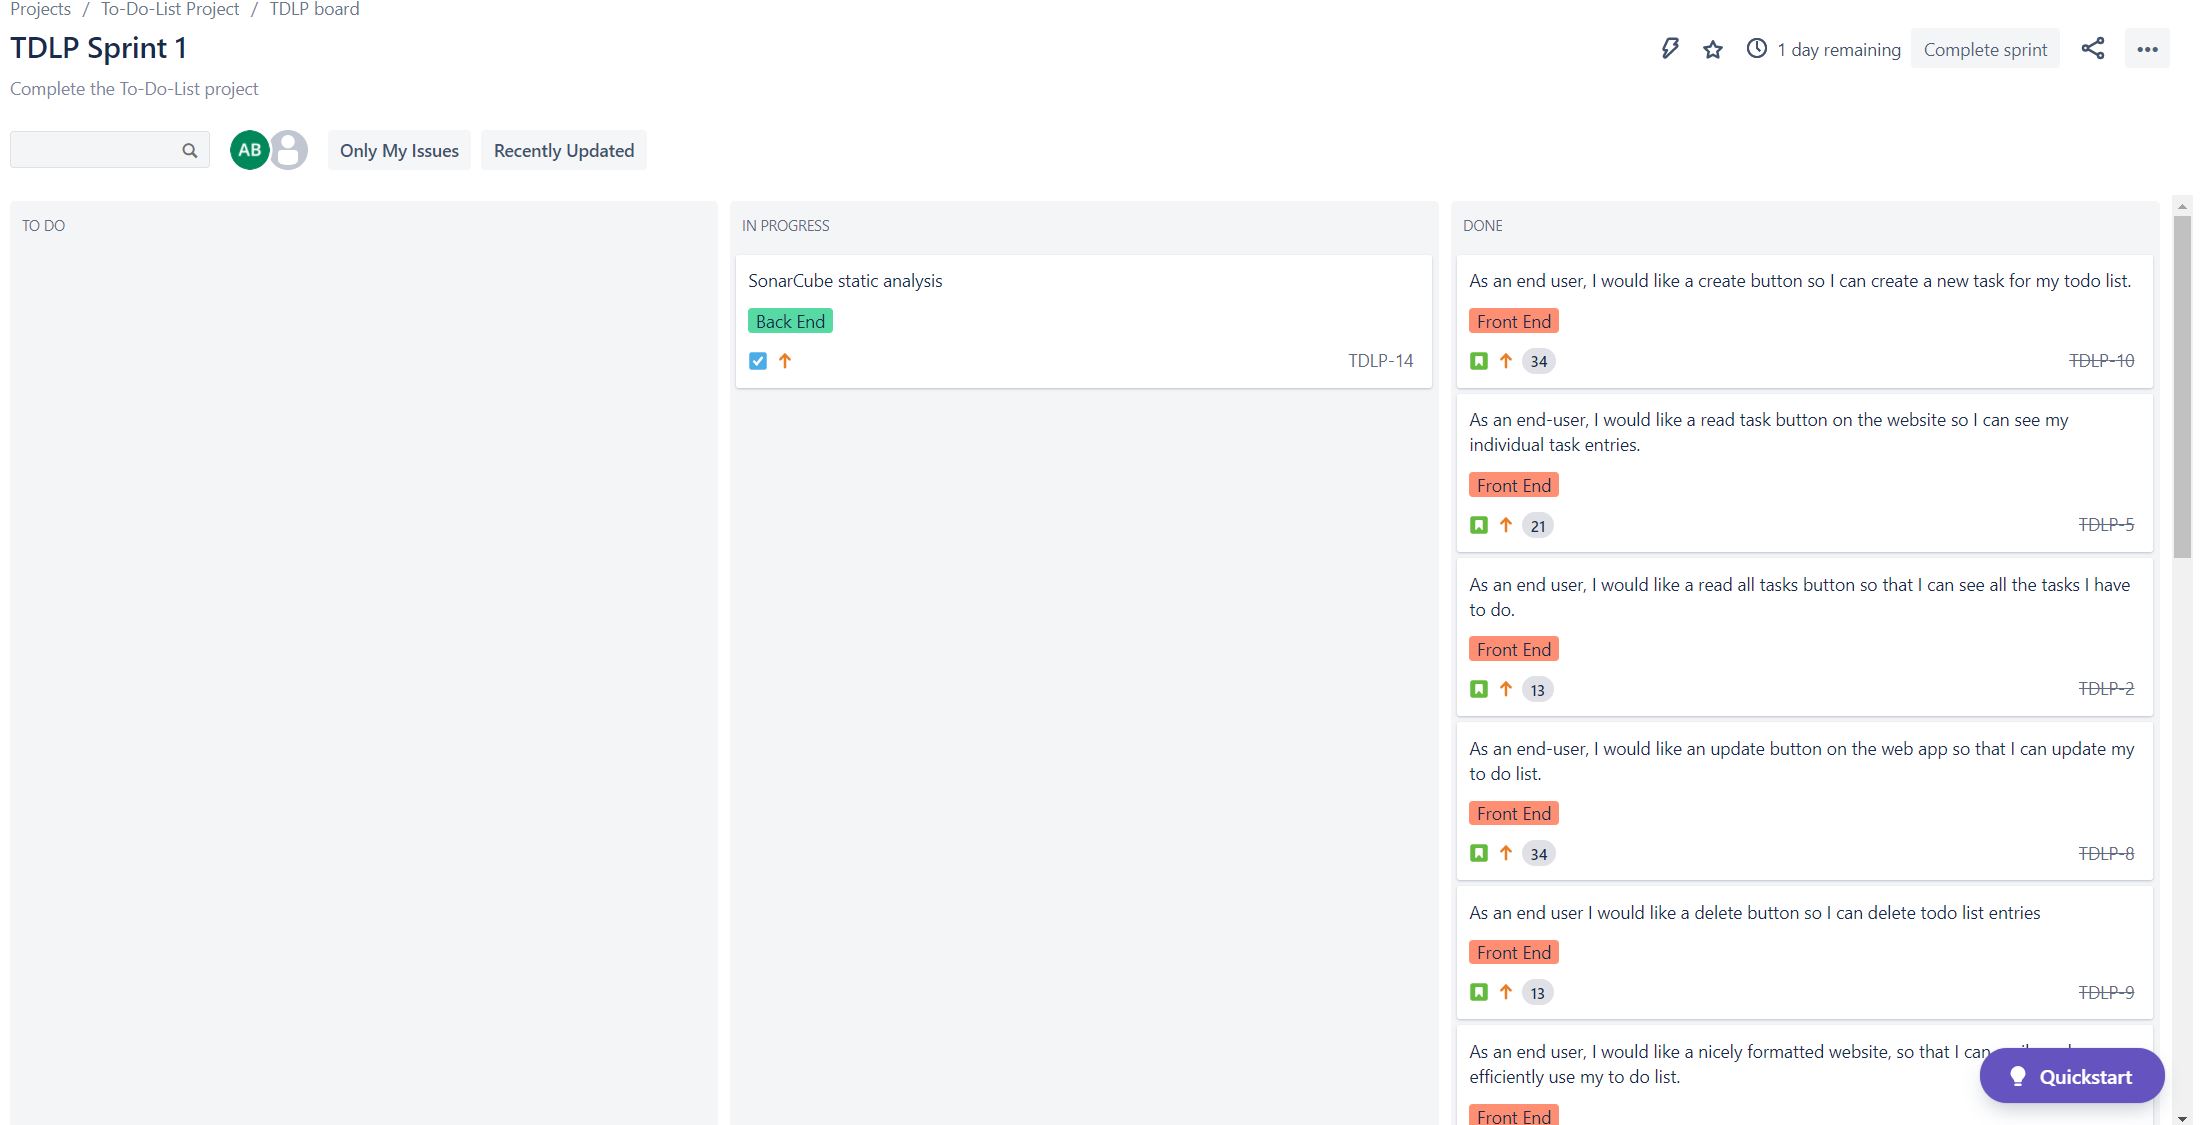 Projects / To-Do-List Project / TDLP board
TDLP Sprint 1
1 day remaining
Complete sprint
Complete the To-Do-List project
AB
Only My Issues
Recently Updated
TO DO
IN PROGRESS
SonarCube static analysis
Back End
TDLP-14
DONE
As an end user, I would like a create button so I can create a new task for my todo list.
Front End
34
TDLP-10
As an end-user, I would like a read task button on the website so I can see my
individual task entries.
Front End
21
TDLP-5
As an end user, I would like a read all tasks button so that I can see all the tasks I have
to do.
Front End
13
TDLP-2
As an end-user, I would like an update button on the web app so that I can update my
to do list.
Front End
34
TDLP-8
As an end user I would like a delete button so I can delete todo list entries
Front End
13
TDLP-9
As an end user, I would like a nicely formatted website, so that I can
efficiently use my to do list.
Front End
Quickstart